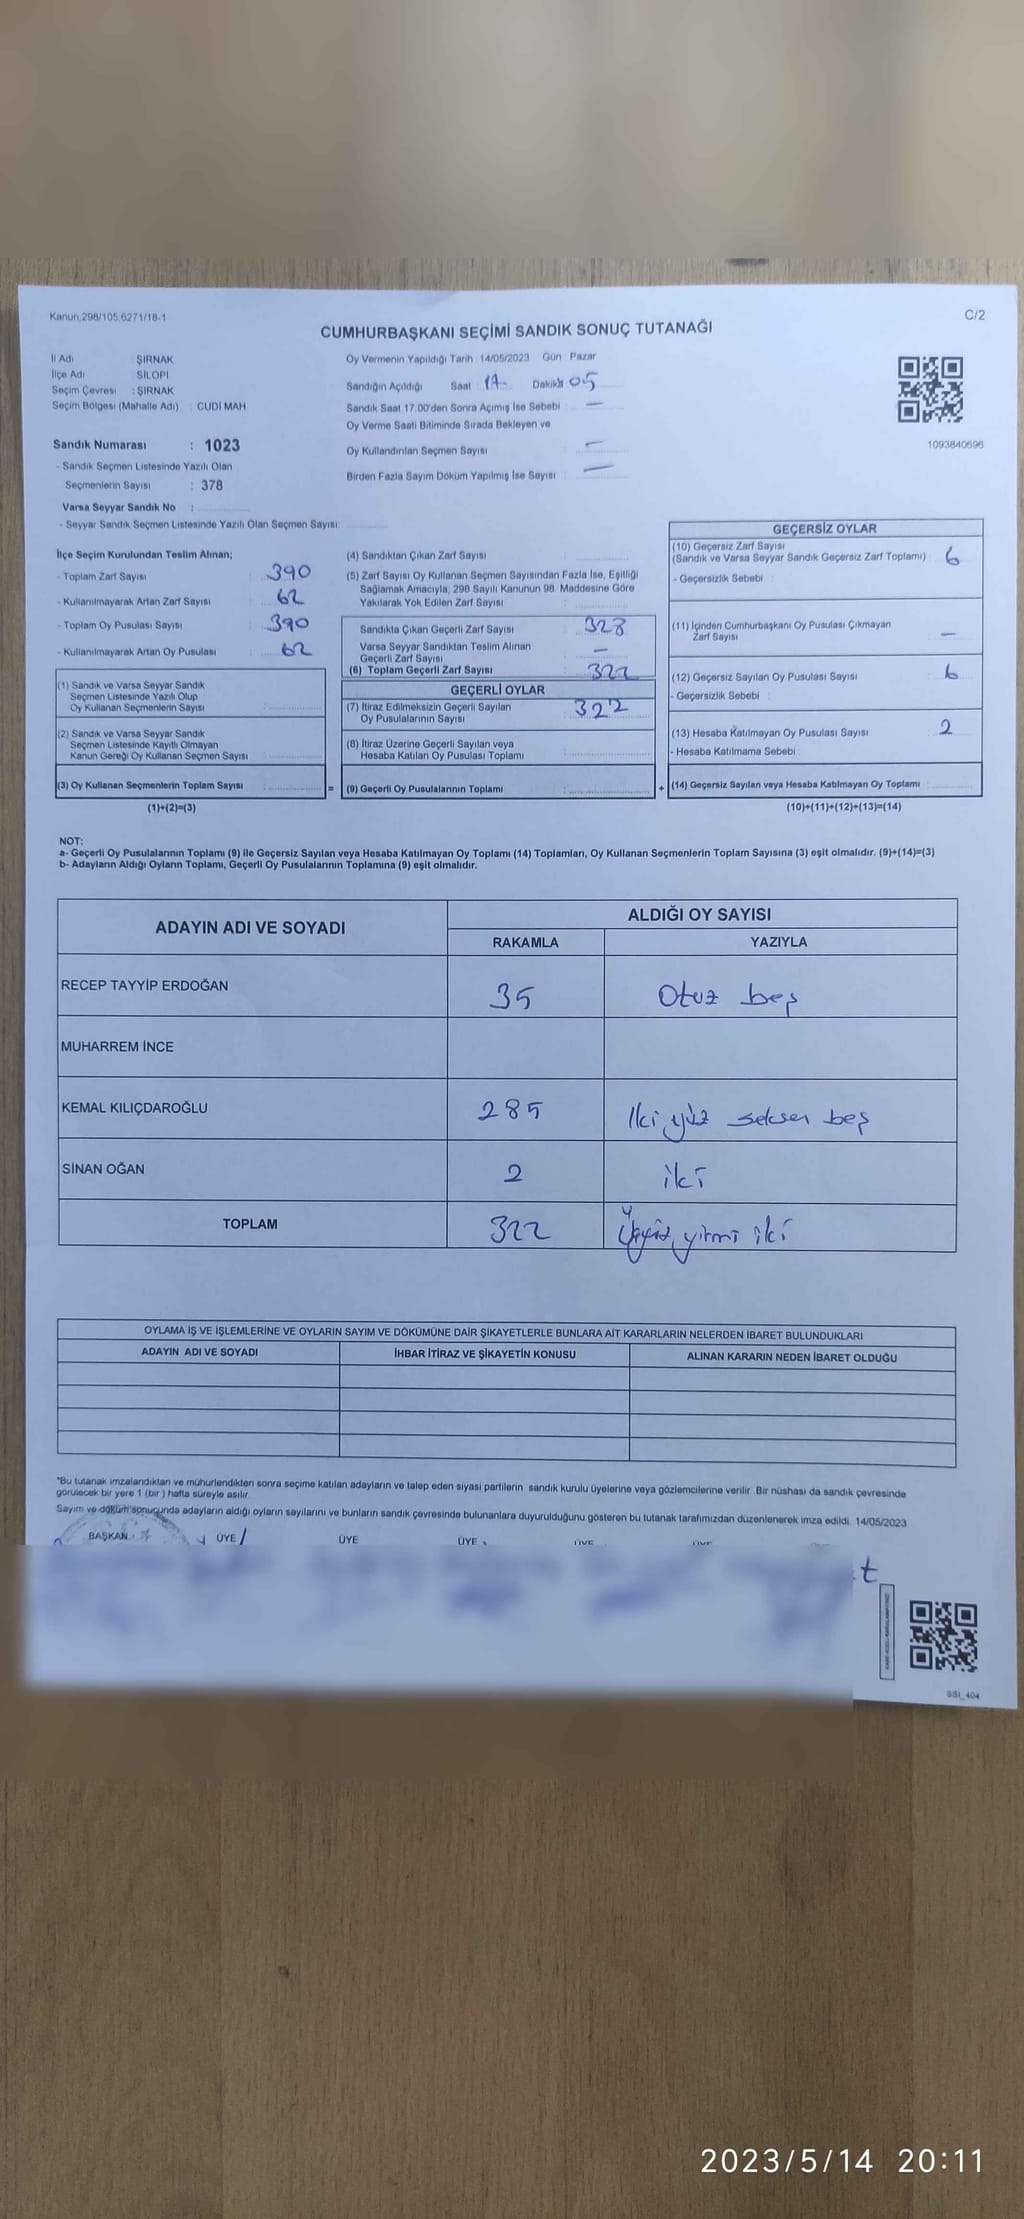 Kanun,298/105,6271/18-1
C/2
CUMHURBAŞKANI SEÇİMİ SANDIK SONUÇ TUTANAĞI
İl Adı ŞIRNAK
İlçe Adı SİLOPİ
Seçim Çevresi : ŞIRNAK
Seçim Bölgesi (Mahalle Adı) : CUDİ MAH.
Sandık Numarası : 1023
- Sandık Seçmen Listesinde Yazılı Olan
Seçmenlerin Sayısı : 378
Varsa Seyyar Sandık No :
- Seyyar Sandık Seçmen Listesinde Yazılı Olan Seçmen Sayısı:
Oy Vermenin Yapıldığı Tarih : 14/05/2023 Gün : Pazar
Sandığın Açıldığı Saat 17 Dakika 05
Sandık Saat 17.00'den Sonra Açımış İse Sebebi : —
Oy Verme Saati Bitiminde Sırada Bekleyen ve
Oy Kullandırılan Seçmen Sayısı : —
Birden Fazla Sayım Döküm Yapılmış İse Sayısı : —
1093840696
İlçe Seçim Kurulundan Teslim Alınan;
- Toplam Zarf Sayısı : 390
- Kullanılmayarak Artan Zarf Sayısı : 62
- Toplam Oy Pusulası Sayısı : 390
- Kullanılmayarak Artan Oy Pusulası : 62
(1) Sandık ve Varsa Seyyar Sandık
Seçmen Listesinde Yazılı Olup
Oy Kullanan Seçmenlerin Sayısı :
(2) Sandık ve Varsa Seyyar Sandık
Seçmen Listesinde Kayıtlı Olmayan
Kanun Gereği Oy Kullanan Seçmen Sayısı :
(3) Oy Kullanan Seçmenlerin Toplam Sayısı : =
(1)+(2)=(3)
(4) Sandıktan Çıkan Zarf Sayısı :
(5) Zarf Sayısı Oy Kullanan Seçmen Sayısından Fazla İse, Eşitliği
Sağlamak Amacıyla, 298 Sayılı Kanunun 98. Maddesine Göre
Yakılarak Yok Edilen Zarf Sayısı :
Sandıkta Çıkan Geçerli Zarf Sayısı : 328
Varsa Seyyar Sandıktan Teslim Alınan
Geçerli Zarf Sayısı : —
(6) Toplam Geçerli Zarf Sayısı : 322
GEÇERLİ OYLAR
(7) İtiraz Edilmeksizin Geçerli Sayılan
Oy Pusulalarının Sayısı : 322
(8) İtiraz Üzerine Geçerli Sayılan veya
Hesaba Katılan Oy Pusulası Toplamı :
(9) Geçerli Oy Pusulalarının Toplamı : +
GEÇERSİZ OYLAR
(10) Geçersiz Zarf Sayısı
(Sandık ve Varsa Seyyar Sandık Geçersiz Zarf Toplamı) : 6
- Geçersizlik Sebebi :
(11) İçinden Cumhurbaşkanı Oy Pusulası Çıkmayan
Zarf Sayısı : —
(12) Geçersiz Sayılan Oy Pusulası Sayısı : 6
- Geçersizlik Sebebi :
(13) Hesaba Katılmayan Oy Pusulası Sayısı : 2
- Hesaba Katılmama Sebebi :
(14) Geçersiz Sayılan veya Hesaba Katılmayan Oy Toplamı :
(10)+(11)+(12)+(13)=(14)
NOT:
a- Geçerli Oy Pusulalarının Toplamı (9) ile Geçersiz Sayılan veya Hesaba Katılmayan Oy Toplamı (14) Toplamları, Oy Kullanan Seçmenlerin Toplam Sayısına (3) eşit olmalıdır. (9)+(14)=(3)
b- Adayların Aldığı Oyların Toplamı, Geçerli Oy Pusulalarının Toplamına (9) eşit olmalıdır.
ADAYIN ADI VE SOYADI
ALDIĞI OY SAYISI
RAKAMLA YAZIYLA
RECEP TAYYİP ERDOĞAN 35 Otuz beş
MUHARREM İNCE
KEMAL KILIÇDAROĞLU 285 İki yüz seksen beş
SİNAN OĞAN 2 iki
TOPLAM 322 Üçyüz yirmi iki
OYLAMA İŞ VE İŞLEMLERİNE VE OYLARIN SAYIM VE DÖKÜMÜNE DAİR ŞİKAYETLERLE BUNLARA AİT KARARLARIN NELERDEN İBARET BULUNDUKLARI
ADAYIN ADI VE SOYADI İHBAR İTİRAZ VE ŞİKAYETİN KONUSU ALINAN KARARIN NEDEN İBARET OLDUĞU
*Bu tutanak imzalandıktan ve mühürlendikten sonra seçime katılan adayların ve talep eden siyasi partilerin sandık kurulu üyelerine veya gözlemcilerine verilir. Bir nüshası da sandık çevresinde
görülecek bir yere 1 (bir ) hafta süreyle asılır.
Sayım ve döküm sonucunda adayların aldığı oyların sayılarını ve bunların sandık çevresinde bulunanlara duyurulduğunu gösteren bu tutanak tarafımızdan düzenlenerek imza edildi. 14/05/2023
BAŞKAN ÜYE ÜYE ÜYE ÜYE ÜYE
SSI_404
2023/5/14 20:11